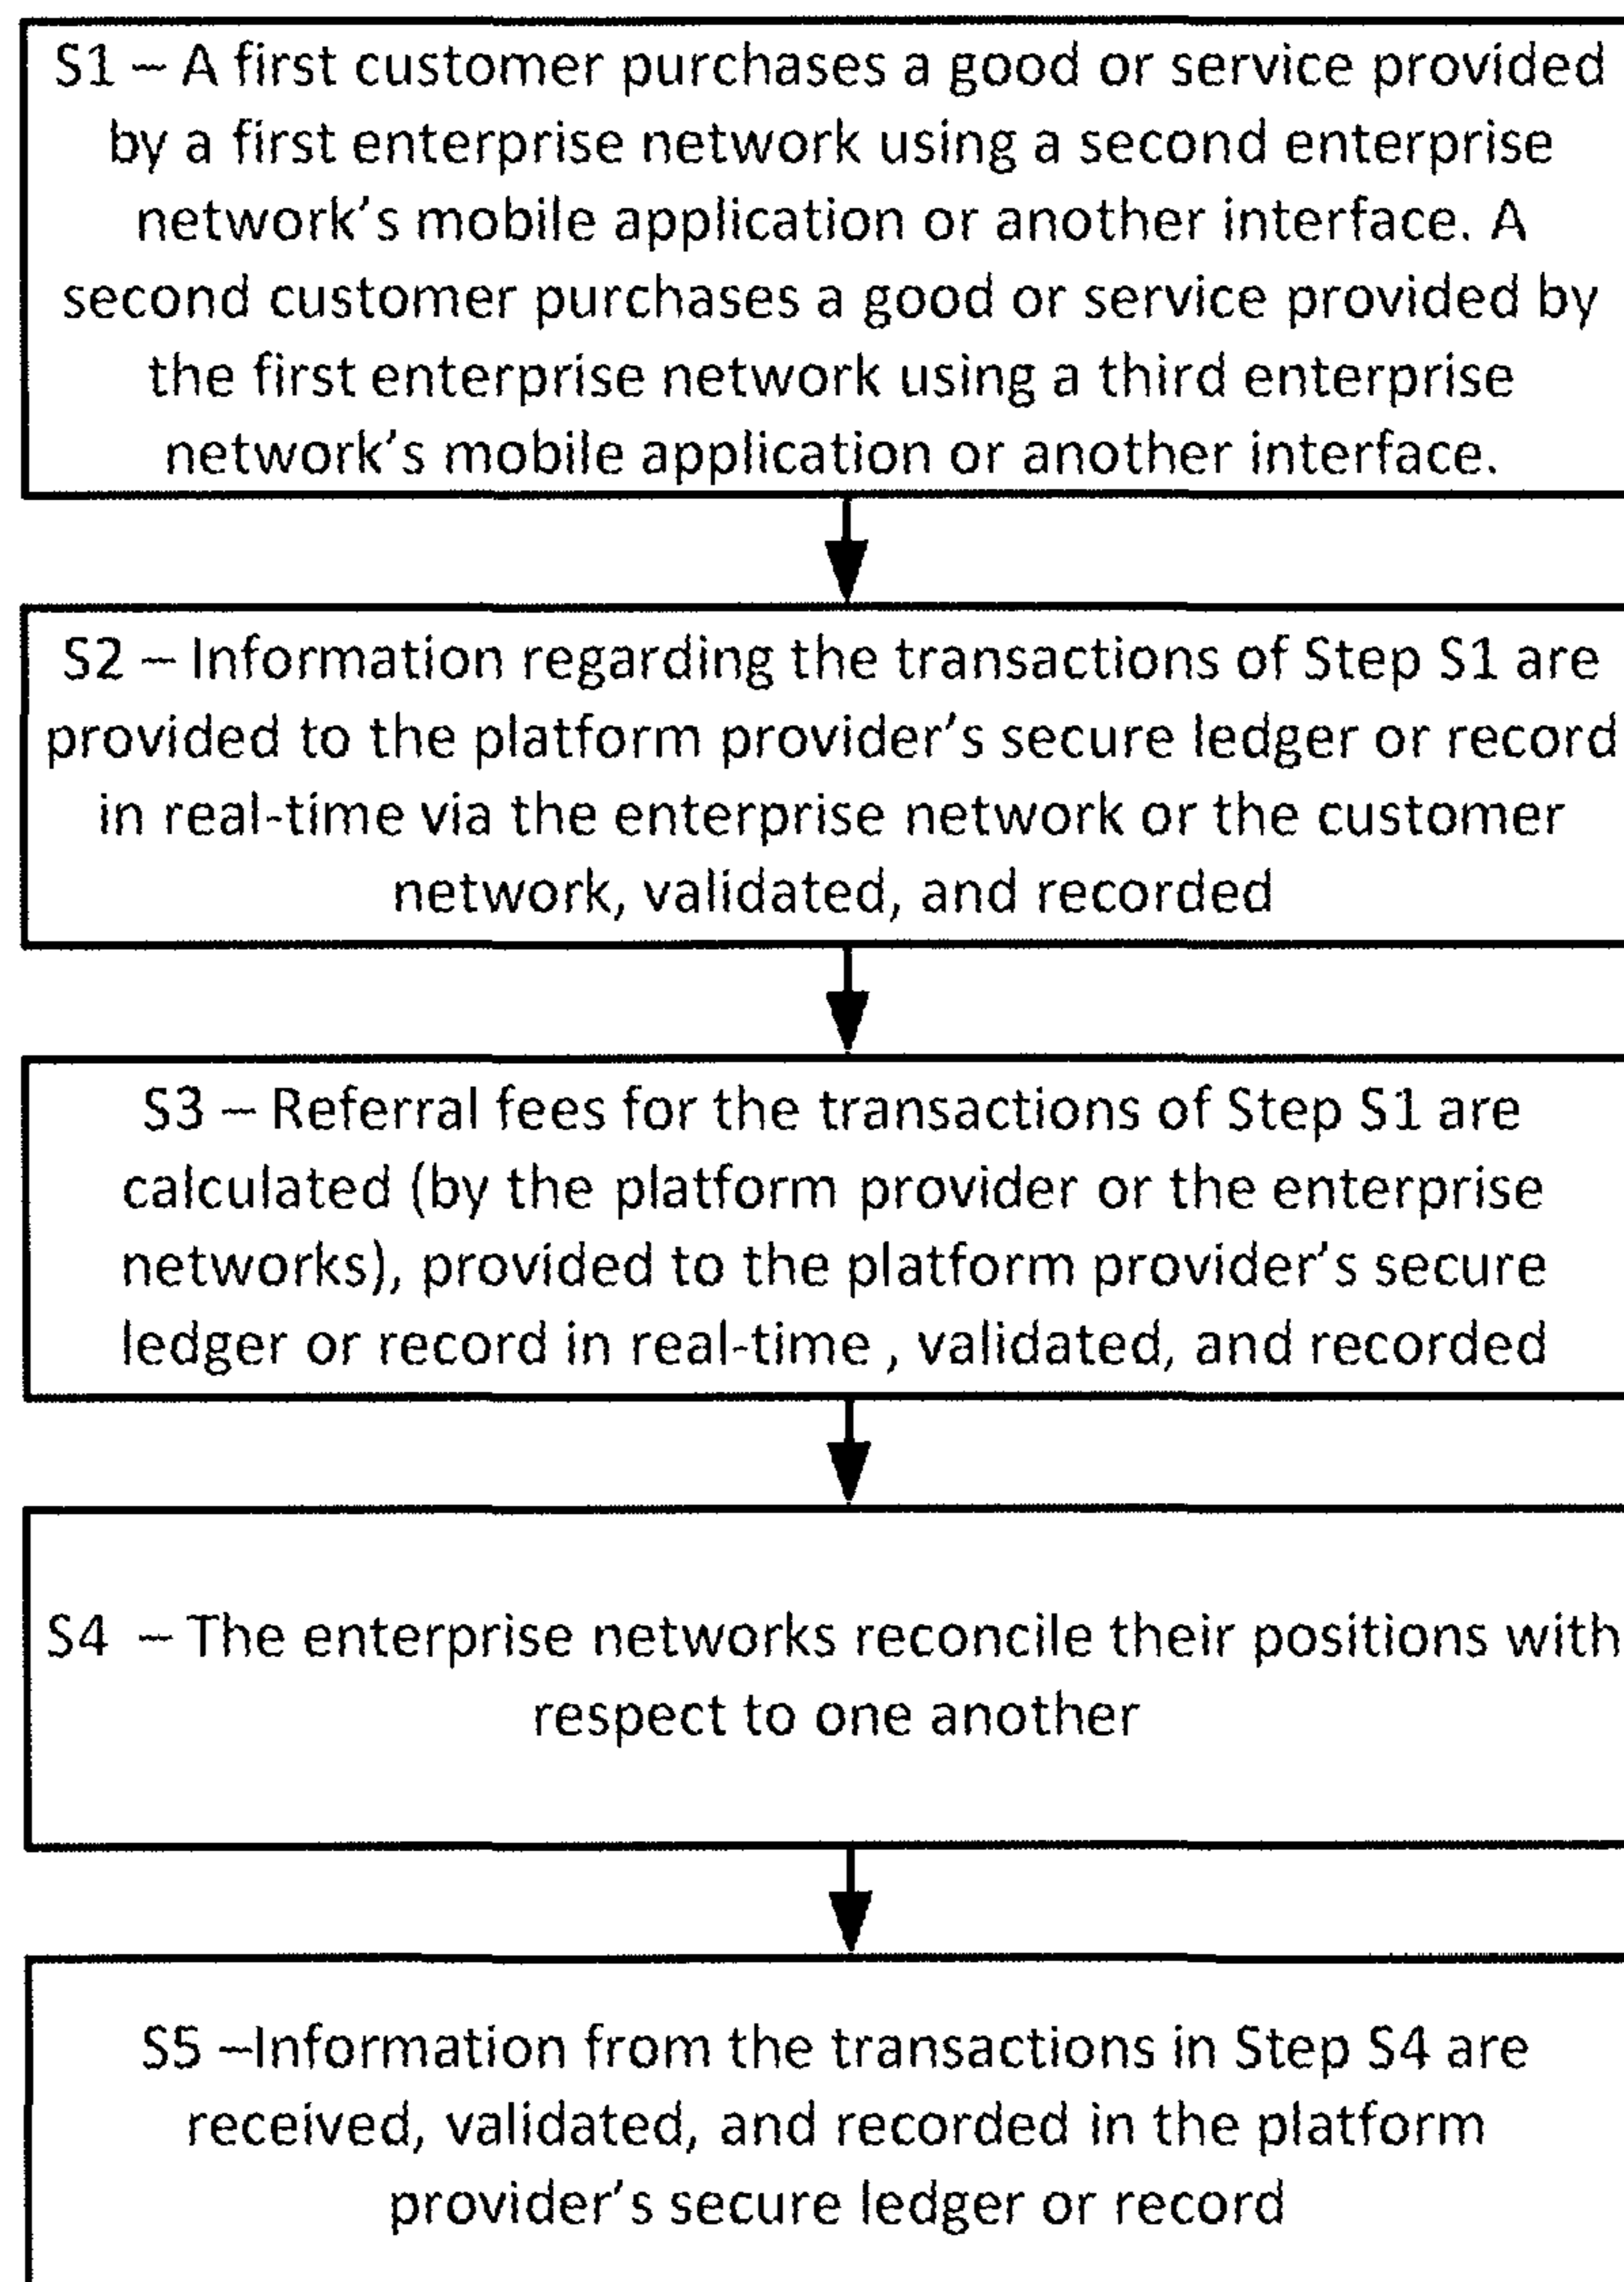 S1 – A first customer purchases a good or service provided
by a first enterprise network using a second enterprise
network's mobile application or another interface. A
second customer purchases a good or service provided by
the first enterprise network using a third enterprise
network's mobile application or another interface.
S2 – Information regarding the transactions of Step S1 are
provided to the platform provider's secure ledger or record
in real-time via the enterprise network or the customer
network, validated, and recorded
S3 – Referral fees for the transactions of Step S1 are
calculated (by the platform provider or the enterprise
networks), provided to the platform provider's secure
ledger or record in real-time , validated, and recorded
S4 – The enterprise networks reconcile their positions with
respect to one another
S5 –Information from the transactions in Step S4 are
received, validated, and recorded in the platform
provider's secure ledger or record